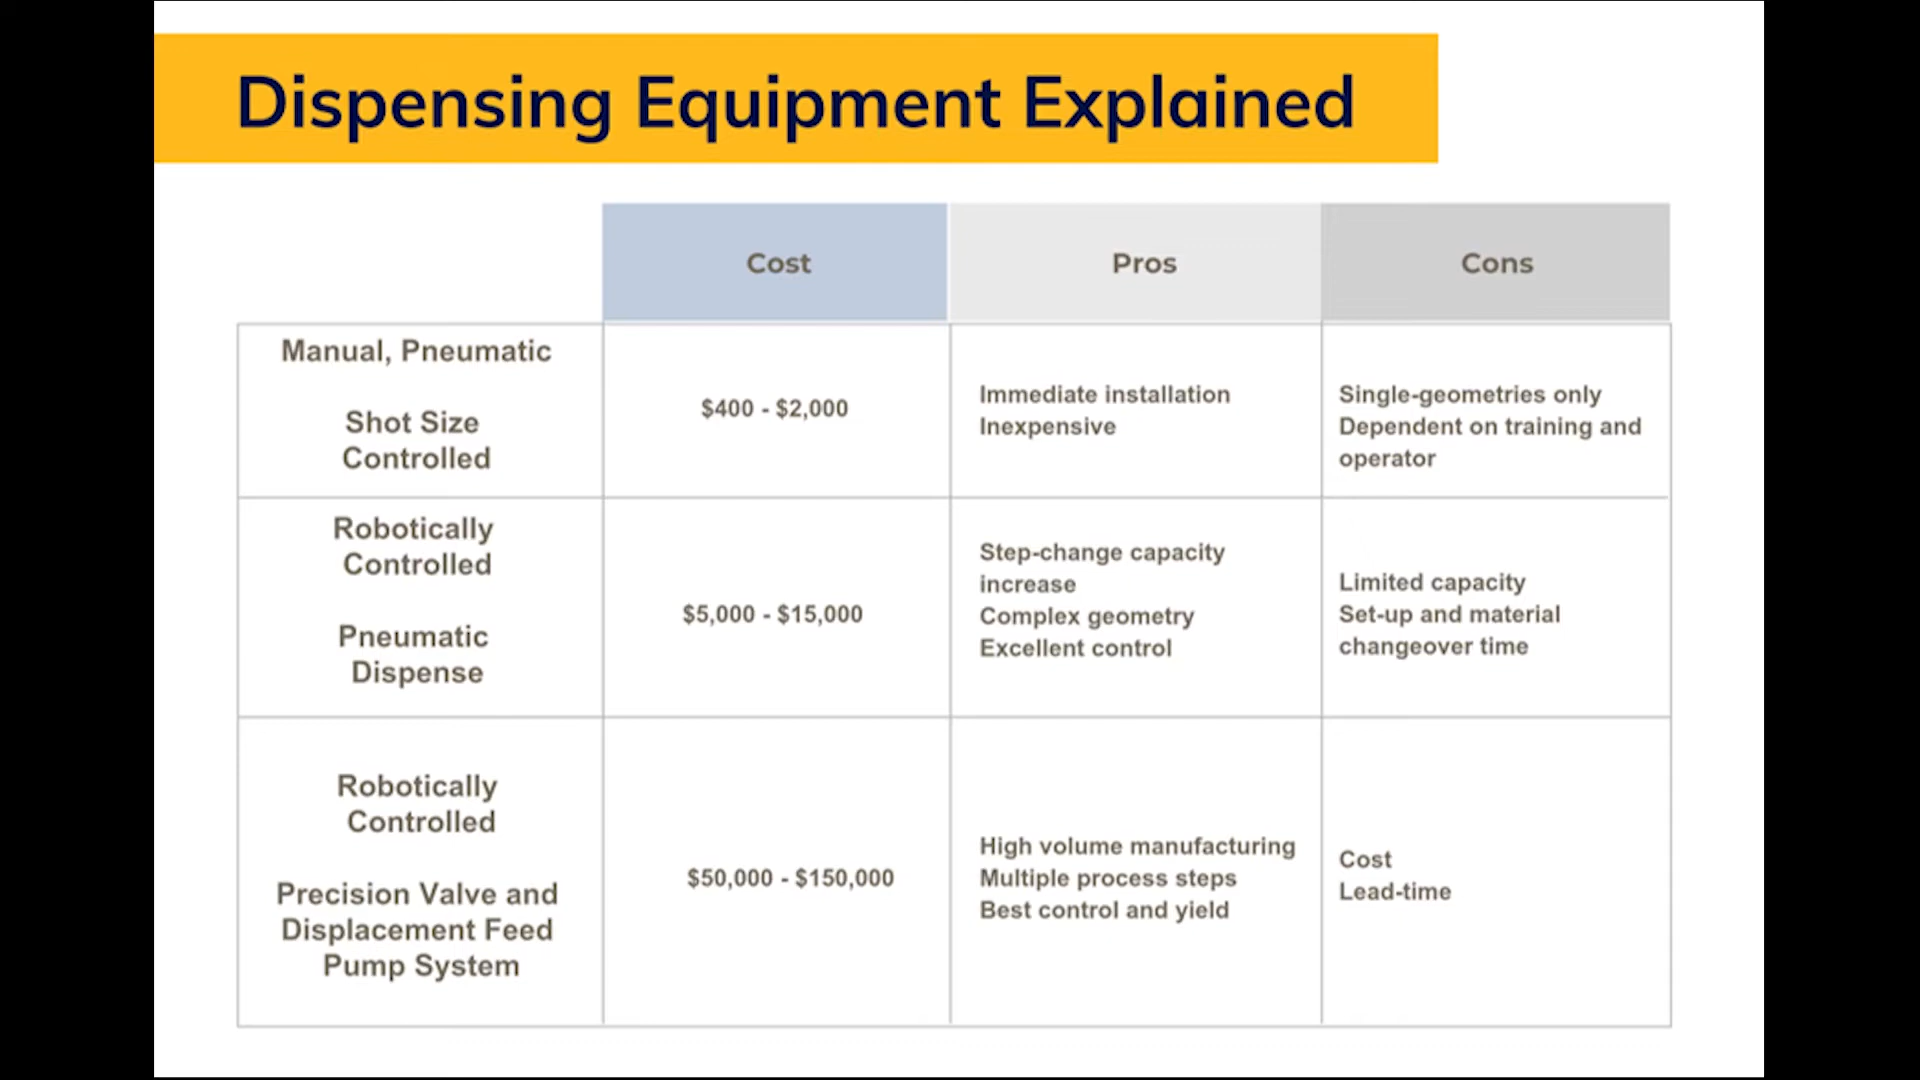 Dispensing Equipment Explained
Cost
Pros
Cons
Manual, Pneumatic
Shot Size
Controlled
$400 - $2,000
Immediate installation
Inexpensive
Single-geometries only
Dependent on training and
operator
Robotically
Controlled
Pneumatic
Dispense
$5,000 - $15,000
Step-change capacity
increase
Complex geometry
Excellent control
Limited capacity
Set-up and material
changeover time
Robotically
Controlled
Precision Valve and
Displacement Feed
Pump System
$50,000 - $150,000
High volume manufacturing
Multiple process steps
Best control and yield
Cost
Lead-time